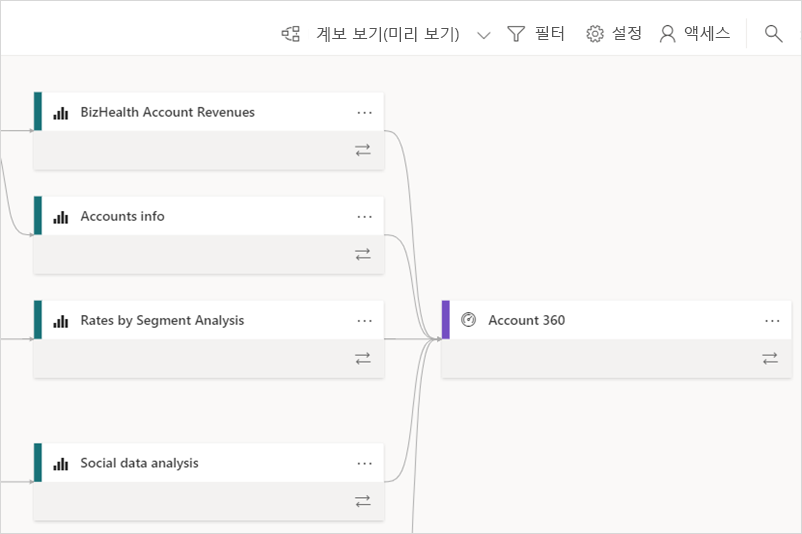 계보 보기(미리 보기) 필터 설정 액세스
BizHealth Account Revenues
Accounts info
Rates by Segment Analysis
Account 360
Social data analysis